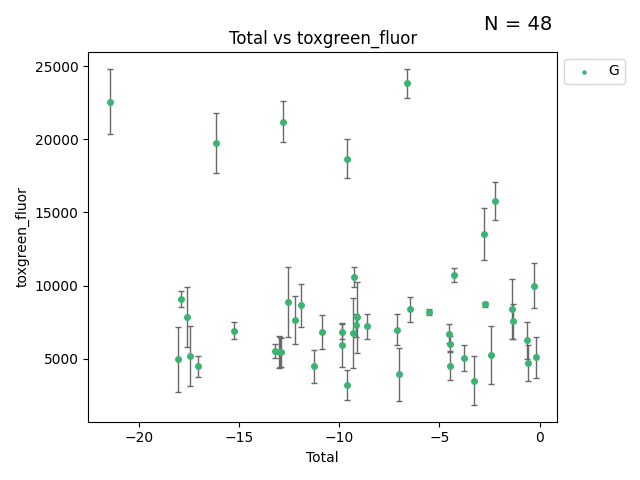 N = 48
Total vs toxgreen_fluor
G
25000
20000
15000
10000
5000
toxgreen_fluor
−20
−15
−10
−5
0
Total